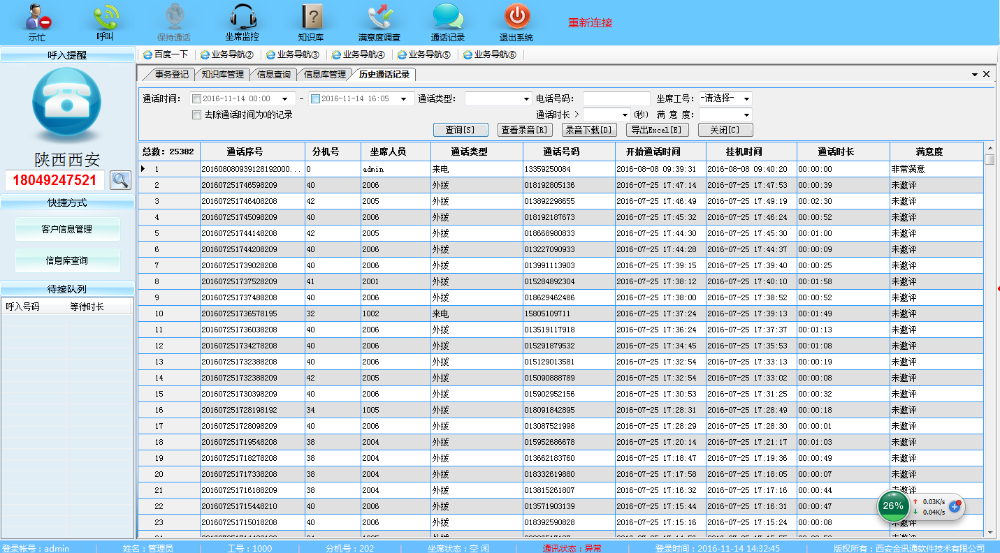 示忙 呼叫 保持通话 坐席监控 知识库 满意度调查 通话记录 退出系统 重新连接
呼入提醒
百度一下 业务导航② 业务导航③ 业务导航④ 业务导航⑤ 业务导航⑥
事务登记 知识库管理 信息查询 信息库管理 历史通话记录
通话时间： 2016-11-14 00:00 - 2016-11-14 16:05 通话类型： 电话号码： 坐席工号： -请选择-
去除通话时间为0的记录 通话时长 > (秒) 满 意 度：
查询[S] 查看录音[R] 录音下载[D] 导出Excel[E] 关闭[C]
陕西西安
18049247521
快捷方式
客户信息管理
信息库查询
待接队列
呼入号码 等待时长
总数：25382 通话序号 分机号 坐席人员 通话类型 通话号码 开始通话时间 挂机时间 通话时长 满意度
1 201608080939128192000... 0 admin 来电 13359250084 2016-08-08 09:39:31 2016-08-08 09:40:20 00:00:00 非常满意
2 201607251746598209 40 2006 外拨 018192805136 2016-07-25 17:47:14 2016-07-25 17:47:53 00:00:39 未邀评
3 201607251746408208 42 2005 外拨 013892298655 2016-07-25 17:46:49 2016-07-25 17:49:19 00:02:30 未邀评
4 201607251745098209 40 2006 外拨 018192187673 2016-07-25 17:45:32 2016-07-25 17:46:24 00:00:52 未邀评
5 201607251744148208 42 2005 外拨 018668980833 2016-07-25 17:44:30 2016-07-25 17:45:30 00:01:00 未邀评
6 201607251744208209 40 2006 外拨 013227090933 2016-07-25 17:44:28 2016-07-25 17:44:37 00:00:09 未邀评
7 201607251739028208 40 2006 外拨 013991113903 2016-07-25 17:39:15 2016-07-25 17:39:40 00:00:25 未邀评
8 201607251737528209 41 2001 外拨 015284892304 2016-07-25 17:38:12 2016-07-25 17:40:10 00:01:58 未邀评
9 201607251737488208 40 2006 外拨 018629462486 2016-07-25 17:38:00 2016-07-25 17:38:52 00:00:52 未邀评
10 201607251736578195 32 1002 来电 15805109711 2016-07-25 17:37:24 2016-07-25 17:39:13 00:01:49 未邀评
11 201607251736038208 40 2006 外拨 013519117918 2016-07-25 17:36:24 2016-07-25 17:37:37 00:01:13 未邀评
12 201607251734278208 40 2006 外拨 015291879532 2016-07-25 17:34:45 2016-07-25 17:35:53 00:01:08 未邀评
13 201607251732388208 40 2006 外拨 015129013581 2016-07-25 17:32:54 2016-07-25 17:33:13 00:00:19 未邀评
14 201607251732388209 42 2005 外拨 015090888789 2016-07-25 17:32:54 2016-07-25 17:33:02 00:00:08 未邀评
15 201607251730398209 40 2006 外拨 015902952156 2016-07-25 17:30:53 2016-07-25 17:31:25 00:00:32 未邀评
16 201607251728198192 34 1005 外拨 018091842895 2016-07-25 17:28:31 2016-07-25 17:28:49 00:00:18 未邀评
17 201607251728098209 40 2006 外拨 013087521998 2016-07-25 17:28:29 2016-07-25 17:28:30 00:00:01 未邀评
18 201607251719548208 38 2004 外拨 015952686678 2016-07-25 17:20:14 2016-07-25 17:21:17 00:01:03 未邀评
19 201607251718278208 38 2004 外拨 013662183760 2016-07-25 17:18:47 2016-07-25 17:19:36 00:00:49 未邀评
20 201607251717338208 38 2004 外拨 018332619880 2016-07-25 17:17:58 2016-07-25 17:18:05 00:00:07 未邀评
21 201607251716188209 38 2004 外拨 013815261807 2016-07-25 17:16:32 2016-07-25 17:17:16 00:00:44 未邀评
22 201607251715448210 40 2006 外拨 013571903139 2016-07-25 17:15:44 2016-07-25 17:16:31 00:00:47
23 201607251715018208 40 2006 外拨 018392590828 2016-07-25 17:15:16 2016-07-25 17:15:24 00:00:08 未邀评
26% 0.03K/s
0.04K/s
登录帐号：admin 姓名：管理员 工号：1000 分机号：202 坐席状态：空 闲 通讯状态：异常 登录时间：2016-11-14 14:32:45 版权所有：西安金讯通软件技术有限公司